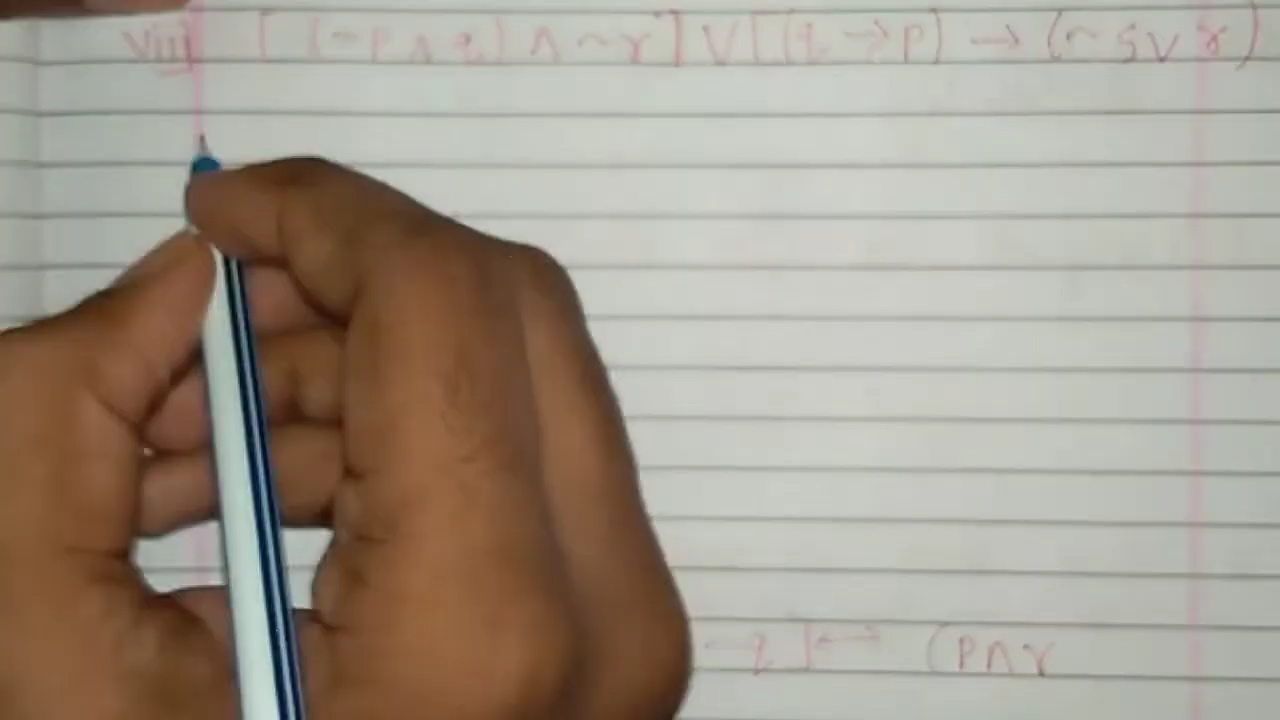 viii [ (~p ∧ q) ∧ ~r ] ∨ [ (q → p) → (~s ∨ r)
q ] ↔ (p∧r